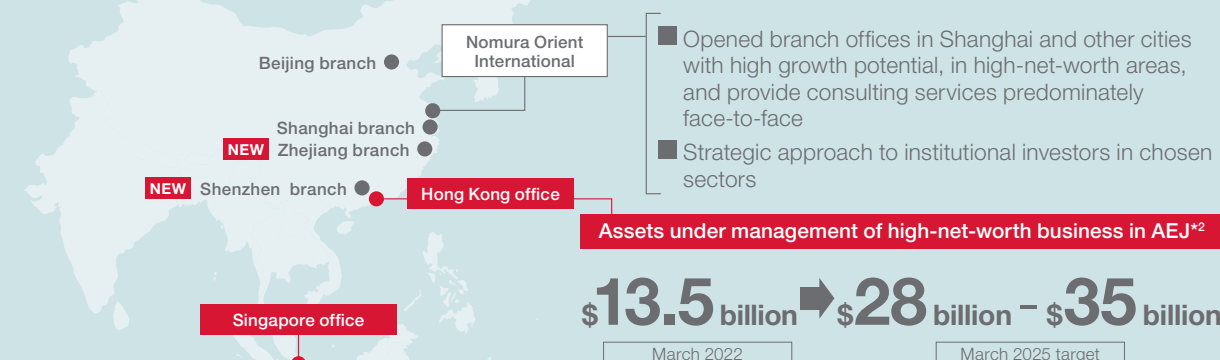 Nomura Orient
International
Beijing branch
Shanghai branch
NEW Zhejiang branch
NEW Shenzhen branch
Hong Kong office
Singapore office
Opened branch offices in Shanghai and other cities
with high growth potential, in high-net-worth areas,
and provide consulting services predominately
face-to-face
Strategic approach to institutional investors in chosen
sectors
Assets under management of high-net-worth business in AEJ*2
$13.5 billion $28 billion – $35 billion
March 2022
March 2025 target